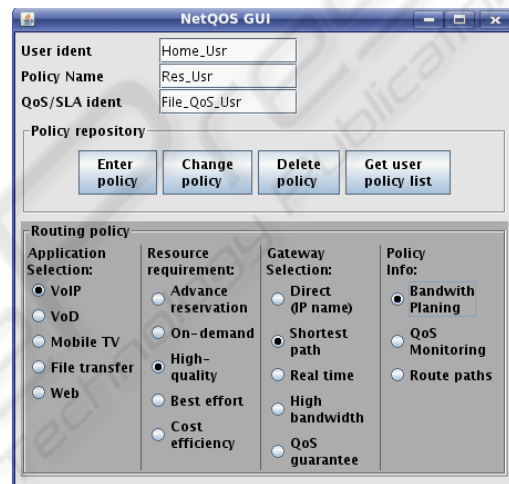 NetQOS GUI
User ident Home_Usr
Policy Name Res_Usr
QoS/SLA ident File_QoS_Usr
Policy repository
Enter policy
Change policy
Delete policy
Get user policy list
Routing policy
Application Selection:
VoIP
VoD
Mobile TV
File transfer
Web
Resource requirement:
Advance reservation
On-demand
High-quality
Best effort
Cost efficiency
Gateway Selection:
Direct (IP name)
Shortest path
Real time
High bandwidth
QoS guarantee
Policy Info:
Bandwith Planing
QoS Monitoring
Route paths